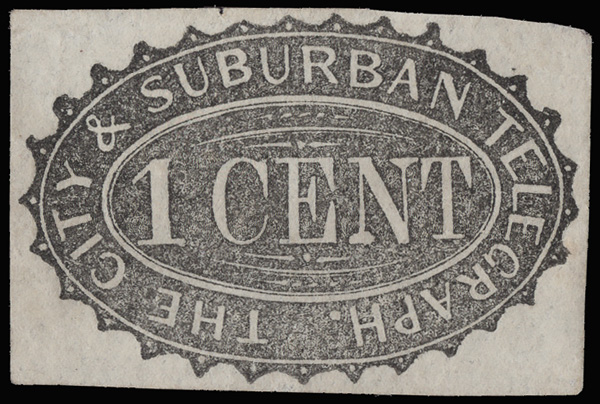 THE CITY & SUBURBAN TELEGRAPH.
1 CENT